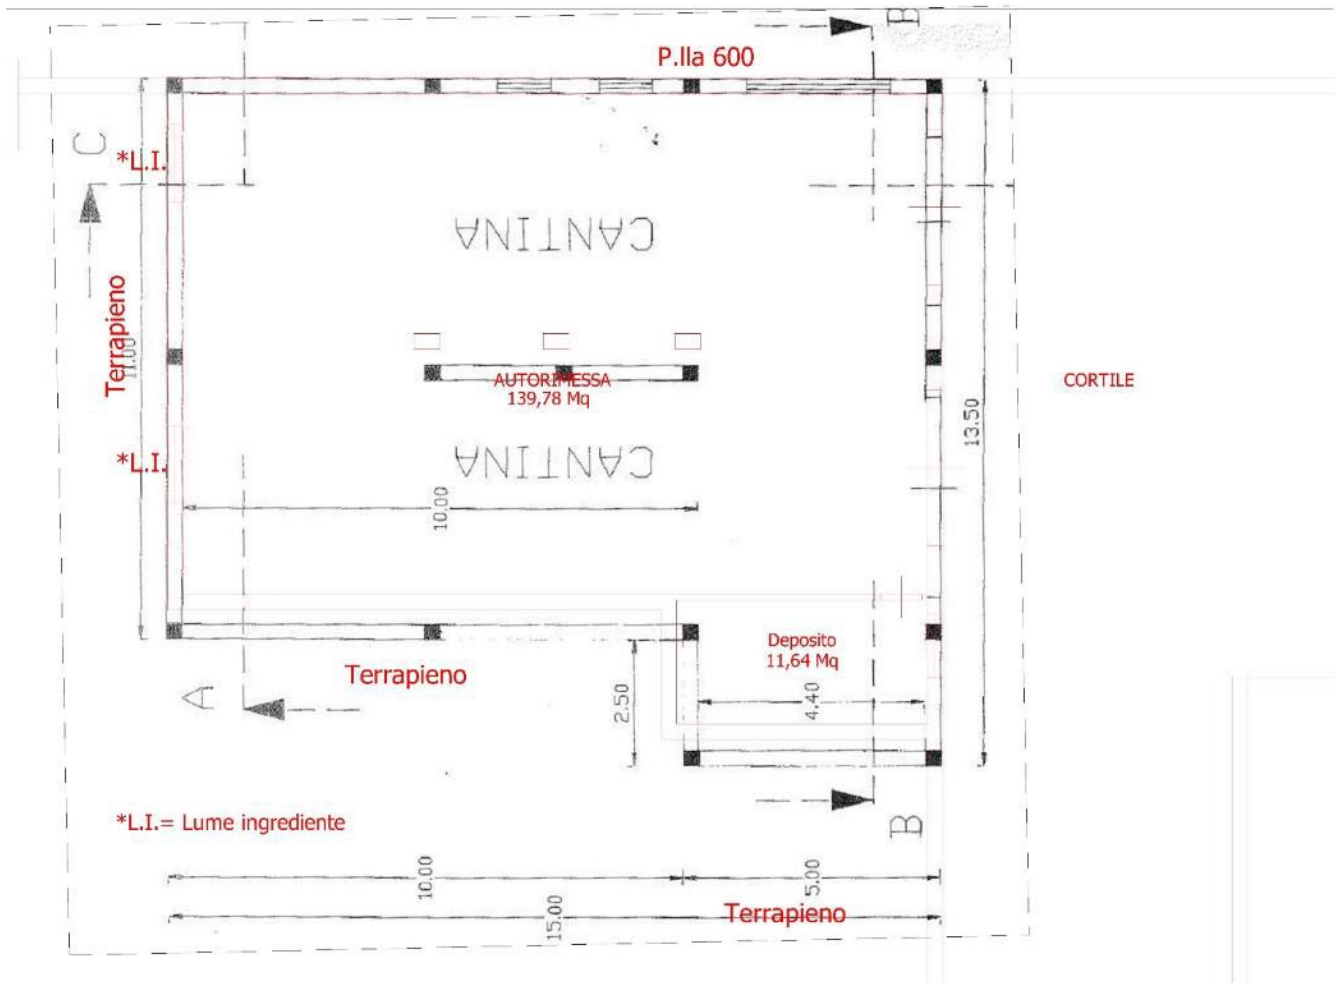 B
P.lla 600
C
*L.I.
CANTINA
Terrapieno
11.00
AUTORIMESSA
139,78 Mq
CORTILE
13.50
*L.I.
CANTINA
10.00
Deposito
11,64 Mq
Terrapieno
A
2.50
4.40
*L.I.= Lume ingrediente
B
10.00
5.00
15.00
Terrapieno